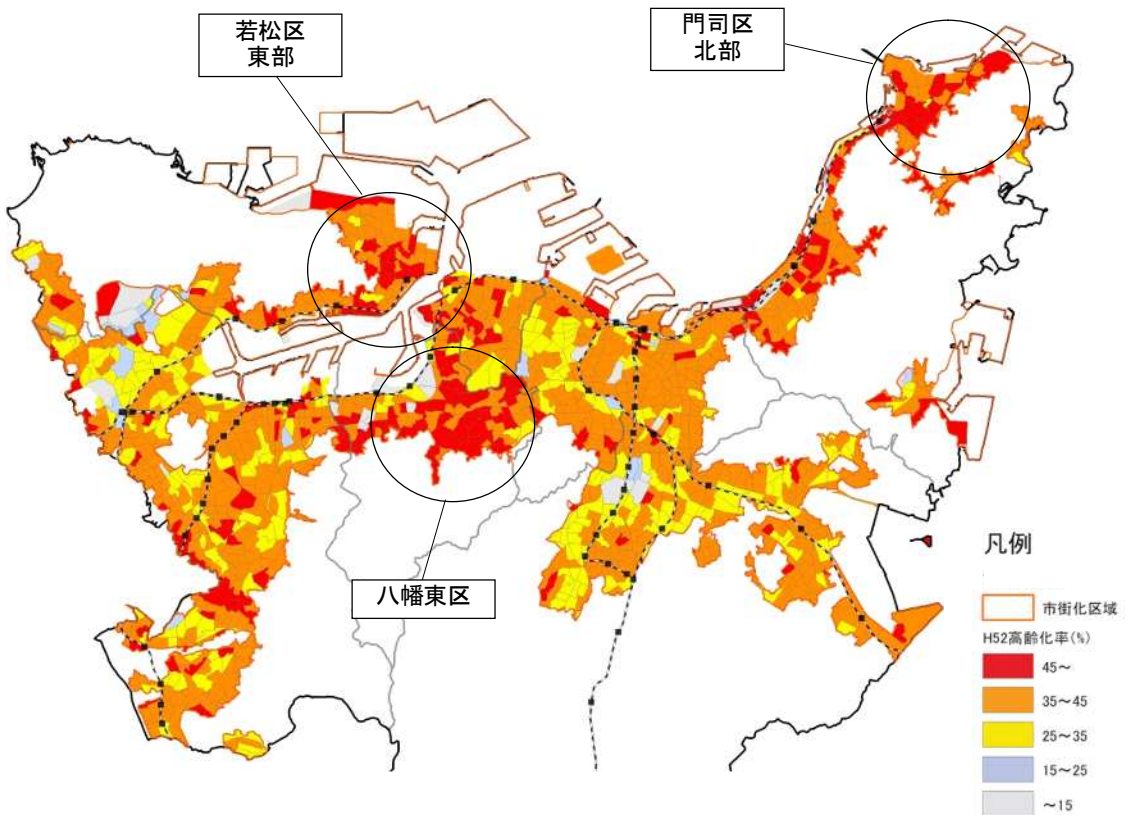 若松区
東部
門司区
北部
八幡東区
凡例
市街化区域
H52高齢化率(%)
45～
35～45
25～35
15～25
～15